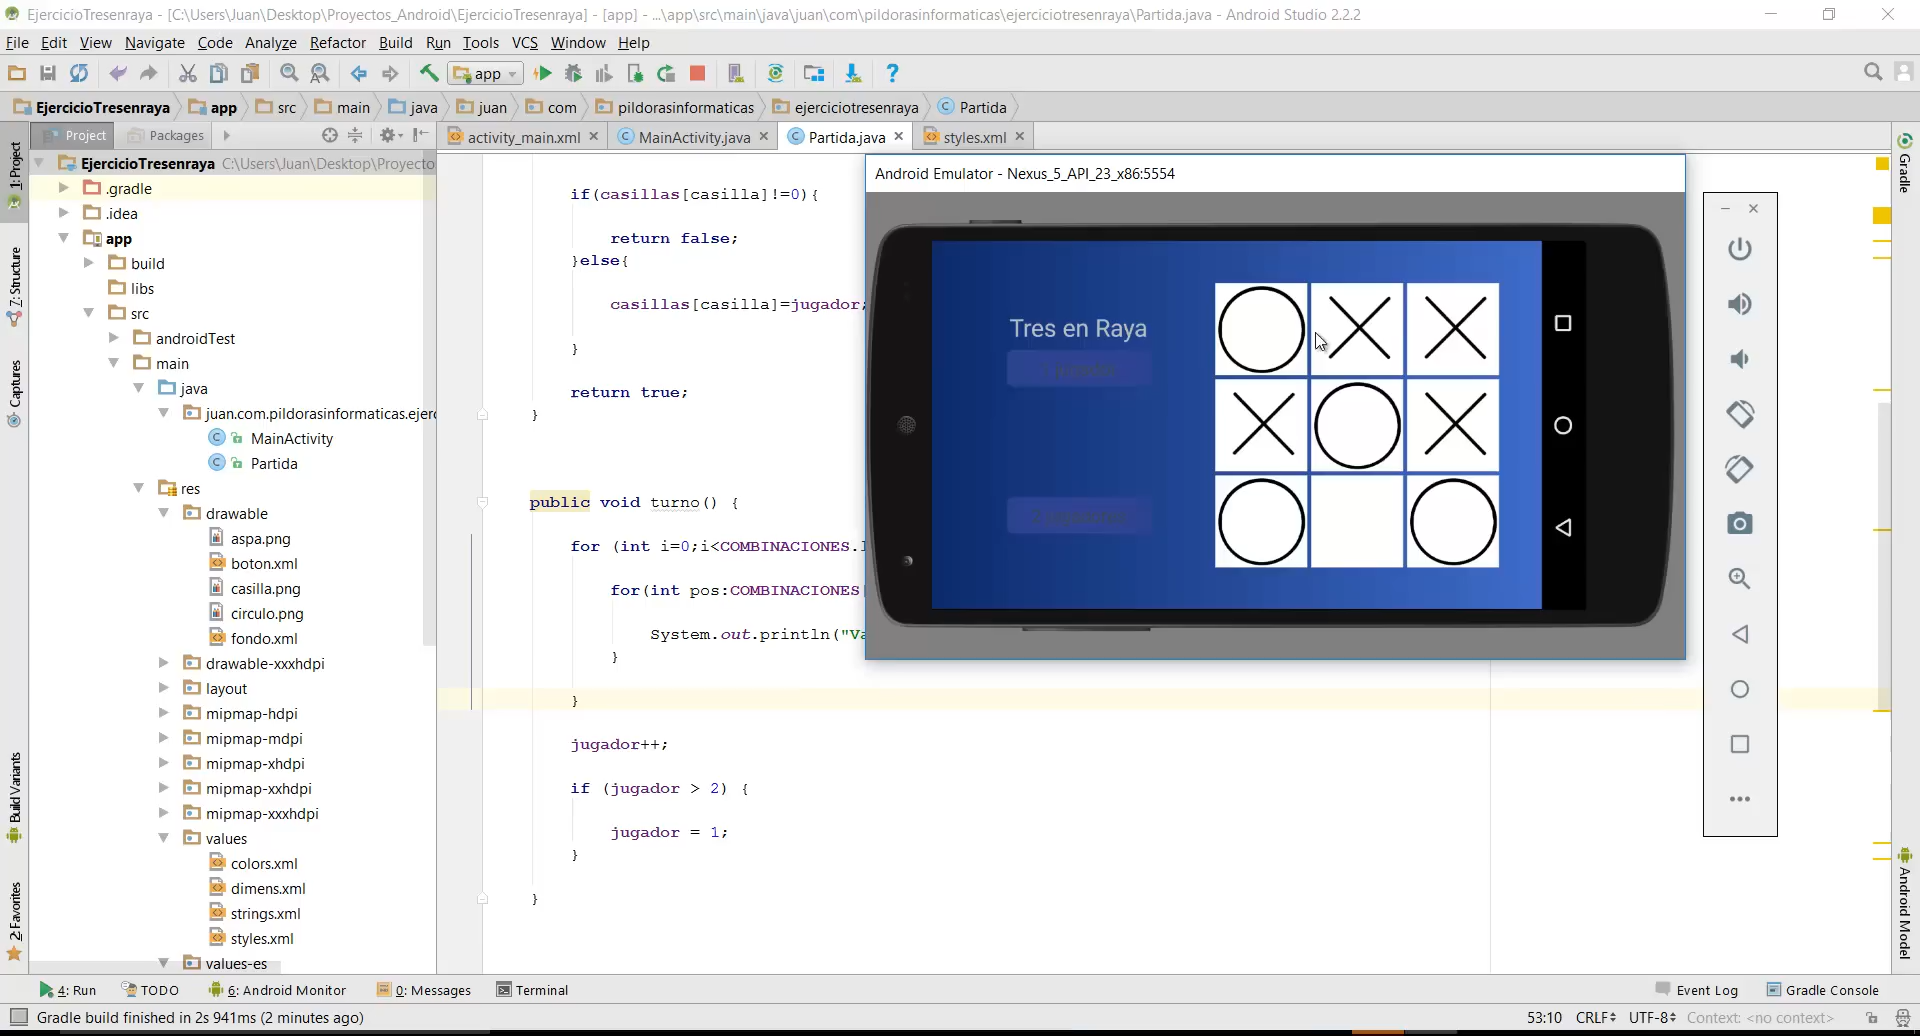 EjercicioTresenraya - [C:\Users\Juan\Desktop\Proyectos_Android\EjercicioTresenraya] - [app] - ...\app\src\main\java\juan\com\pildorasinformaticas\ejerciciotresenraya\Partida.java - Android Studio 2.2.2
File Edit View Navigate Code Analyze Refactor Build Run Tools VCS Window Help
app
EjercicioTresenraya app src main java juan com pildorasinformaticas ejerciciotresenraya Partida
Project Packages
activity_main.xml MainActivity.java Partida.java styles.xml
1: Project
7: Structure
Captures
Build Variants
2: Favorites
EjercicioTresenraya C:\Users\Juan\Desktop\Proyecto
.gradle
.idea
app
build
libs
src
androidTest
main
java
juan.com.pildorasinformaticas.ejerc
MainActivity
Partida
res
drawable
aspa.png
boton.xml
casilla.png
circulo.png
fondo.xml
drawable-xxxhdpi
layout
mipmap-hdpi
mipmap-mdpi
mipmap-xhdpi
mipmap-xxhdpi
mipmap-xxxhdpi
values
colors.xml
dimens.xml
strings.xml
styles.xml
values-es
if(casillas[casilla]!=0){
return false;
}else{
casillas[casilla]=jugador;
}
return true;
}
public void turno() {
for (int i=0;i<COMBINACIONES.
for(int pos:COMBINACIONES
System.out.println("Va
}
}
jugador++;
if (jugador > 2) {
jugador = 1;
}
}
Android Emulator - Nexus_5_API_23_x86:5554
Tres en Raya
Gradle
Android Model
4: Run TODO 6: Android Monitor 0: Messages Terminal Event Log Gradle Console
Gradle build finished in 2s 941ms (2 minutes ago) 53:10 CRLF UTF-8 Context: <no context>